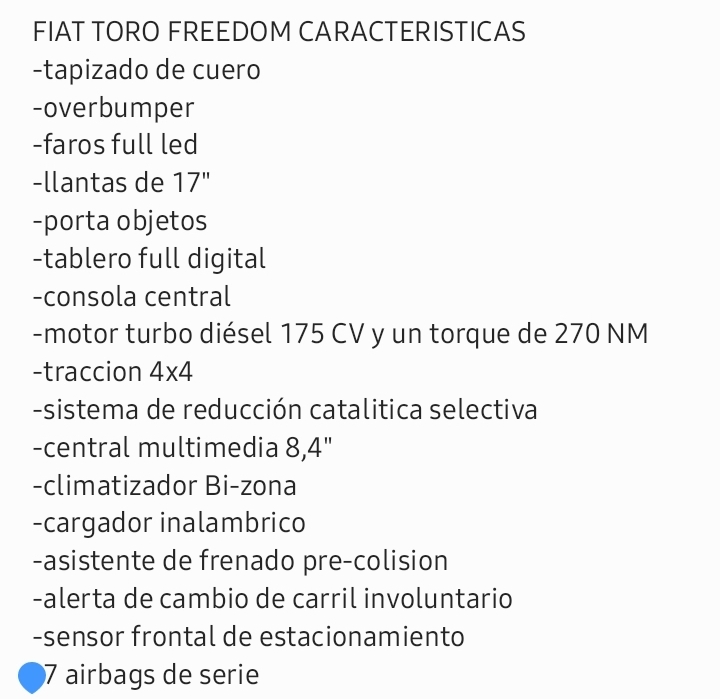 FIAT TORO FREEDOM CARACTERISTICAS
-tapizado de cuero
-overbumper
-faros full led
-llantas de 17"
-porta objetos
-tablero full digital
-consola central
-motor turbo diésel 175 CV y un torque de 270 NM
-traccion 4x4
-sistema de reducción catalitica selectiva
-central multimedia 8,4"
-climatizador Bi-zona
-cargador inalambrico
-asistente de frenado pre-colision
-alerta de cambio de carril involuntario
-sensor frontal de estacionamiento
7 airbags de serie